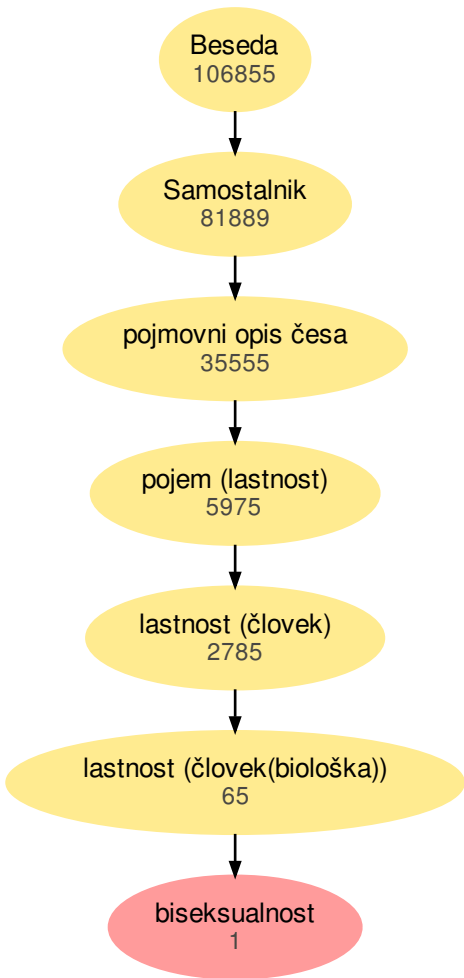 Beseda
106855
Samostalnik
81889
pojmovni opis česa
35555
pojem (lastnost)
5975
lastnost (človek)
2785
lastnost (človek(biološka))
65
biseksualnost
1